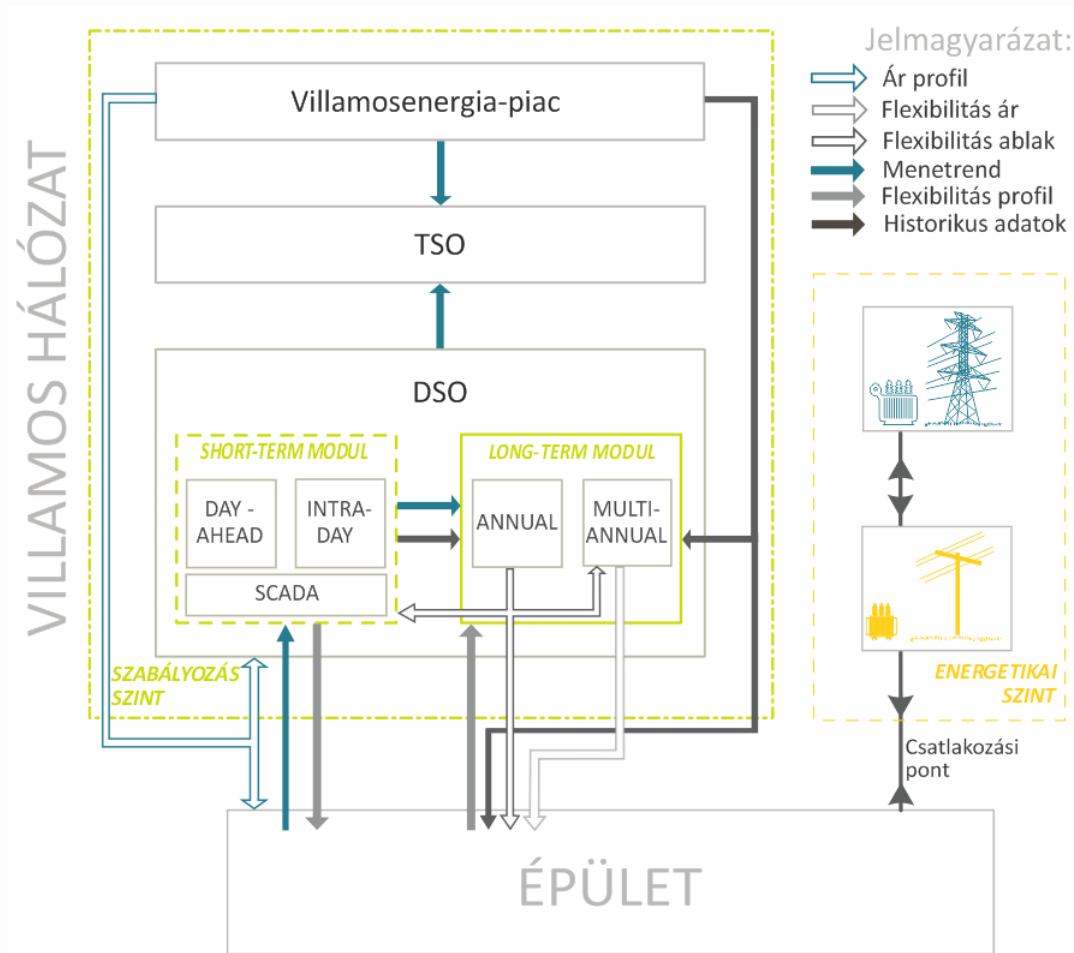 VILLAMOS HÁLÓZAT
Villamosenergia-piac
TSO
DSO
SHORT-TERM MODUL
DAY -
AHEAD
INTRA-
DAY
SCADA
LONG-TERM MODUL
ANNUAL
MULTI-
ANNUAL
SZABÁLYOZÁS
SZINT
Jelmagyarázat:
Ár profil
Flexibilitás ár
Flexibilitás ablak
Menetrend
Flexibilitás profil
Historikus adatok
ENERGETIKAI
SZINT
Csatlakozási
pont
ÉPÜLET